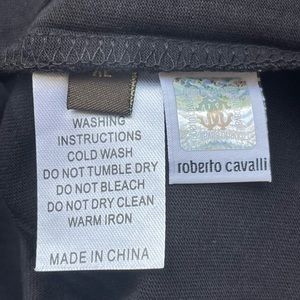 XL
WASHING
INSTRUCTIONS
COLD WASH
DO NOT TUMBLE DRY
DO NOT BLEACH
DO NOT DRY CLEAN
WARM IRON
MADE IN CHINA
roberto cavalli